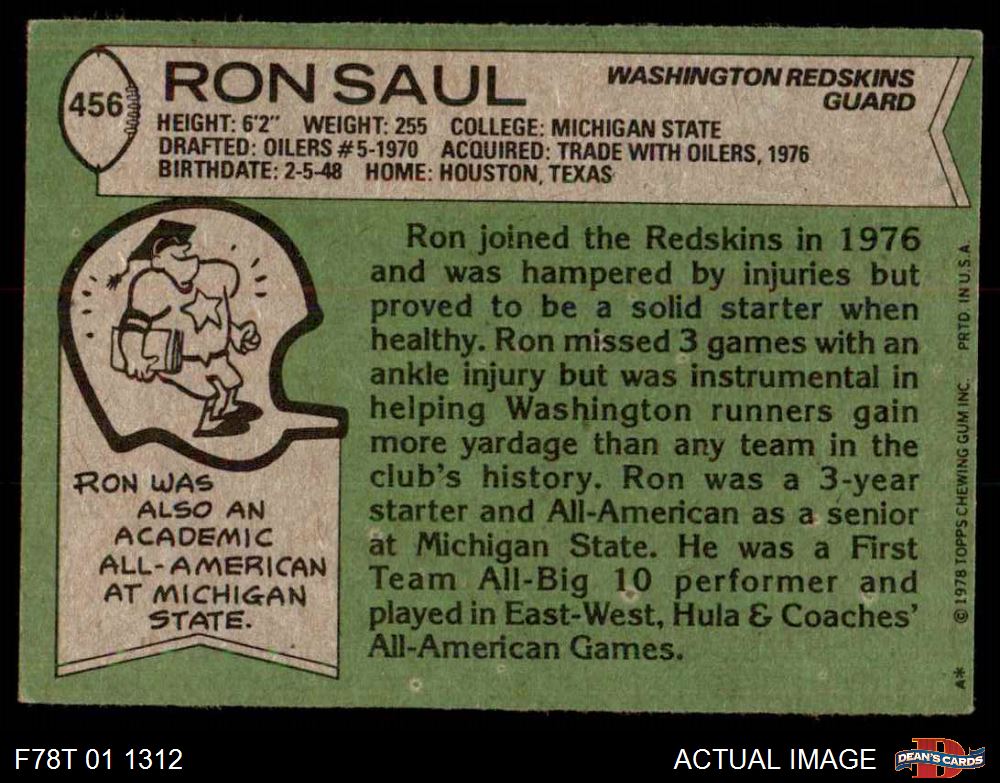 456
RON SAUL
WASHINGTON REDSKINS
GUARD
HEIGHT: 6'2" WEIGHT: 255 COLLEGE: MICHIGAN STATE
DRAFTED: OILERS #5-1970 ACQUIRED: TRADE WITH OILERS, 1976
BIRTHDATE: 2-5-48 HOME: HOUSTON, TEXAS
Ron joined the Redskins in 1976
and was hampered by injuries but
proved to be a solid starter when
healthy. Ron missed 3 games with an
ankle injury but was instrumental in
helping Washington runners gain
more yardage than any team in the
club's history. Ron was a 3-year
starter and All-American as a senior
at Michigan State. He was a First
Team All-Big 10 performer and
played in East-West, Hula & Coaches'
All-American Games.
RON WAS
ALSO AN
ACADEMIC
ALL-AMERICAN
AT MICHIGAN
STATE.
A* © 1978 TOPPS CHEWING GUM INC. PRTD. IN U.S.A.
F78T 01 1312
ACTUAL IMAGE
DEAN'S CARDS